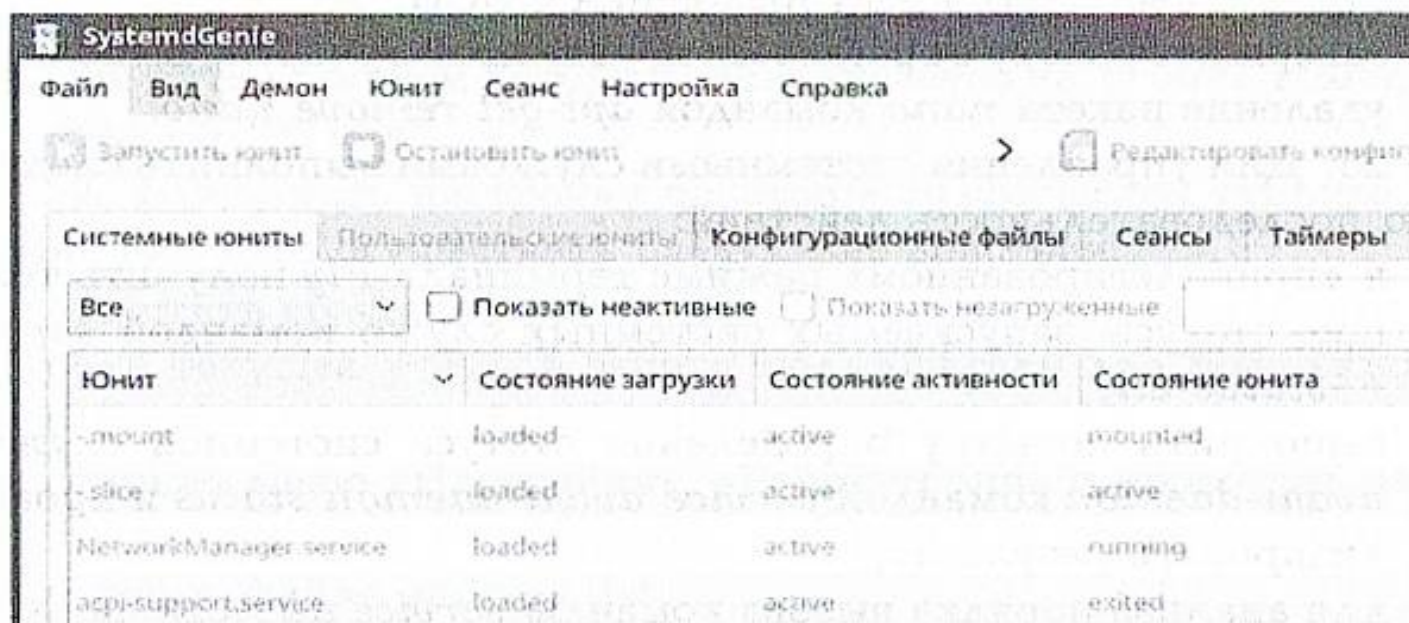 SystemdGenie
Файл Вид Демон Юнит Сеанс Настройка Справка
Запустить юнит Остановить юнит > Редактировать конфиг
Системные юниты Пользовательские юниты Конфигурационные файлы Сеансы Таймеры
Все Показать неактивные Показать незагруженные
Юнит Состояние загрузки Состояние активности Состояние юнита
-.mount loaded active mounted
-.slice loaded active active
NetworkManager.service loaded active running
acpi-support.service loaded active exited